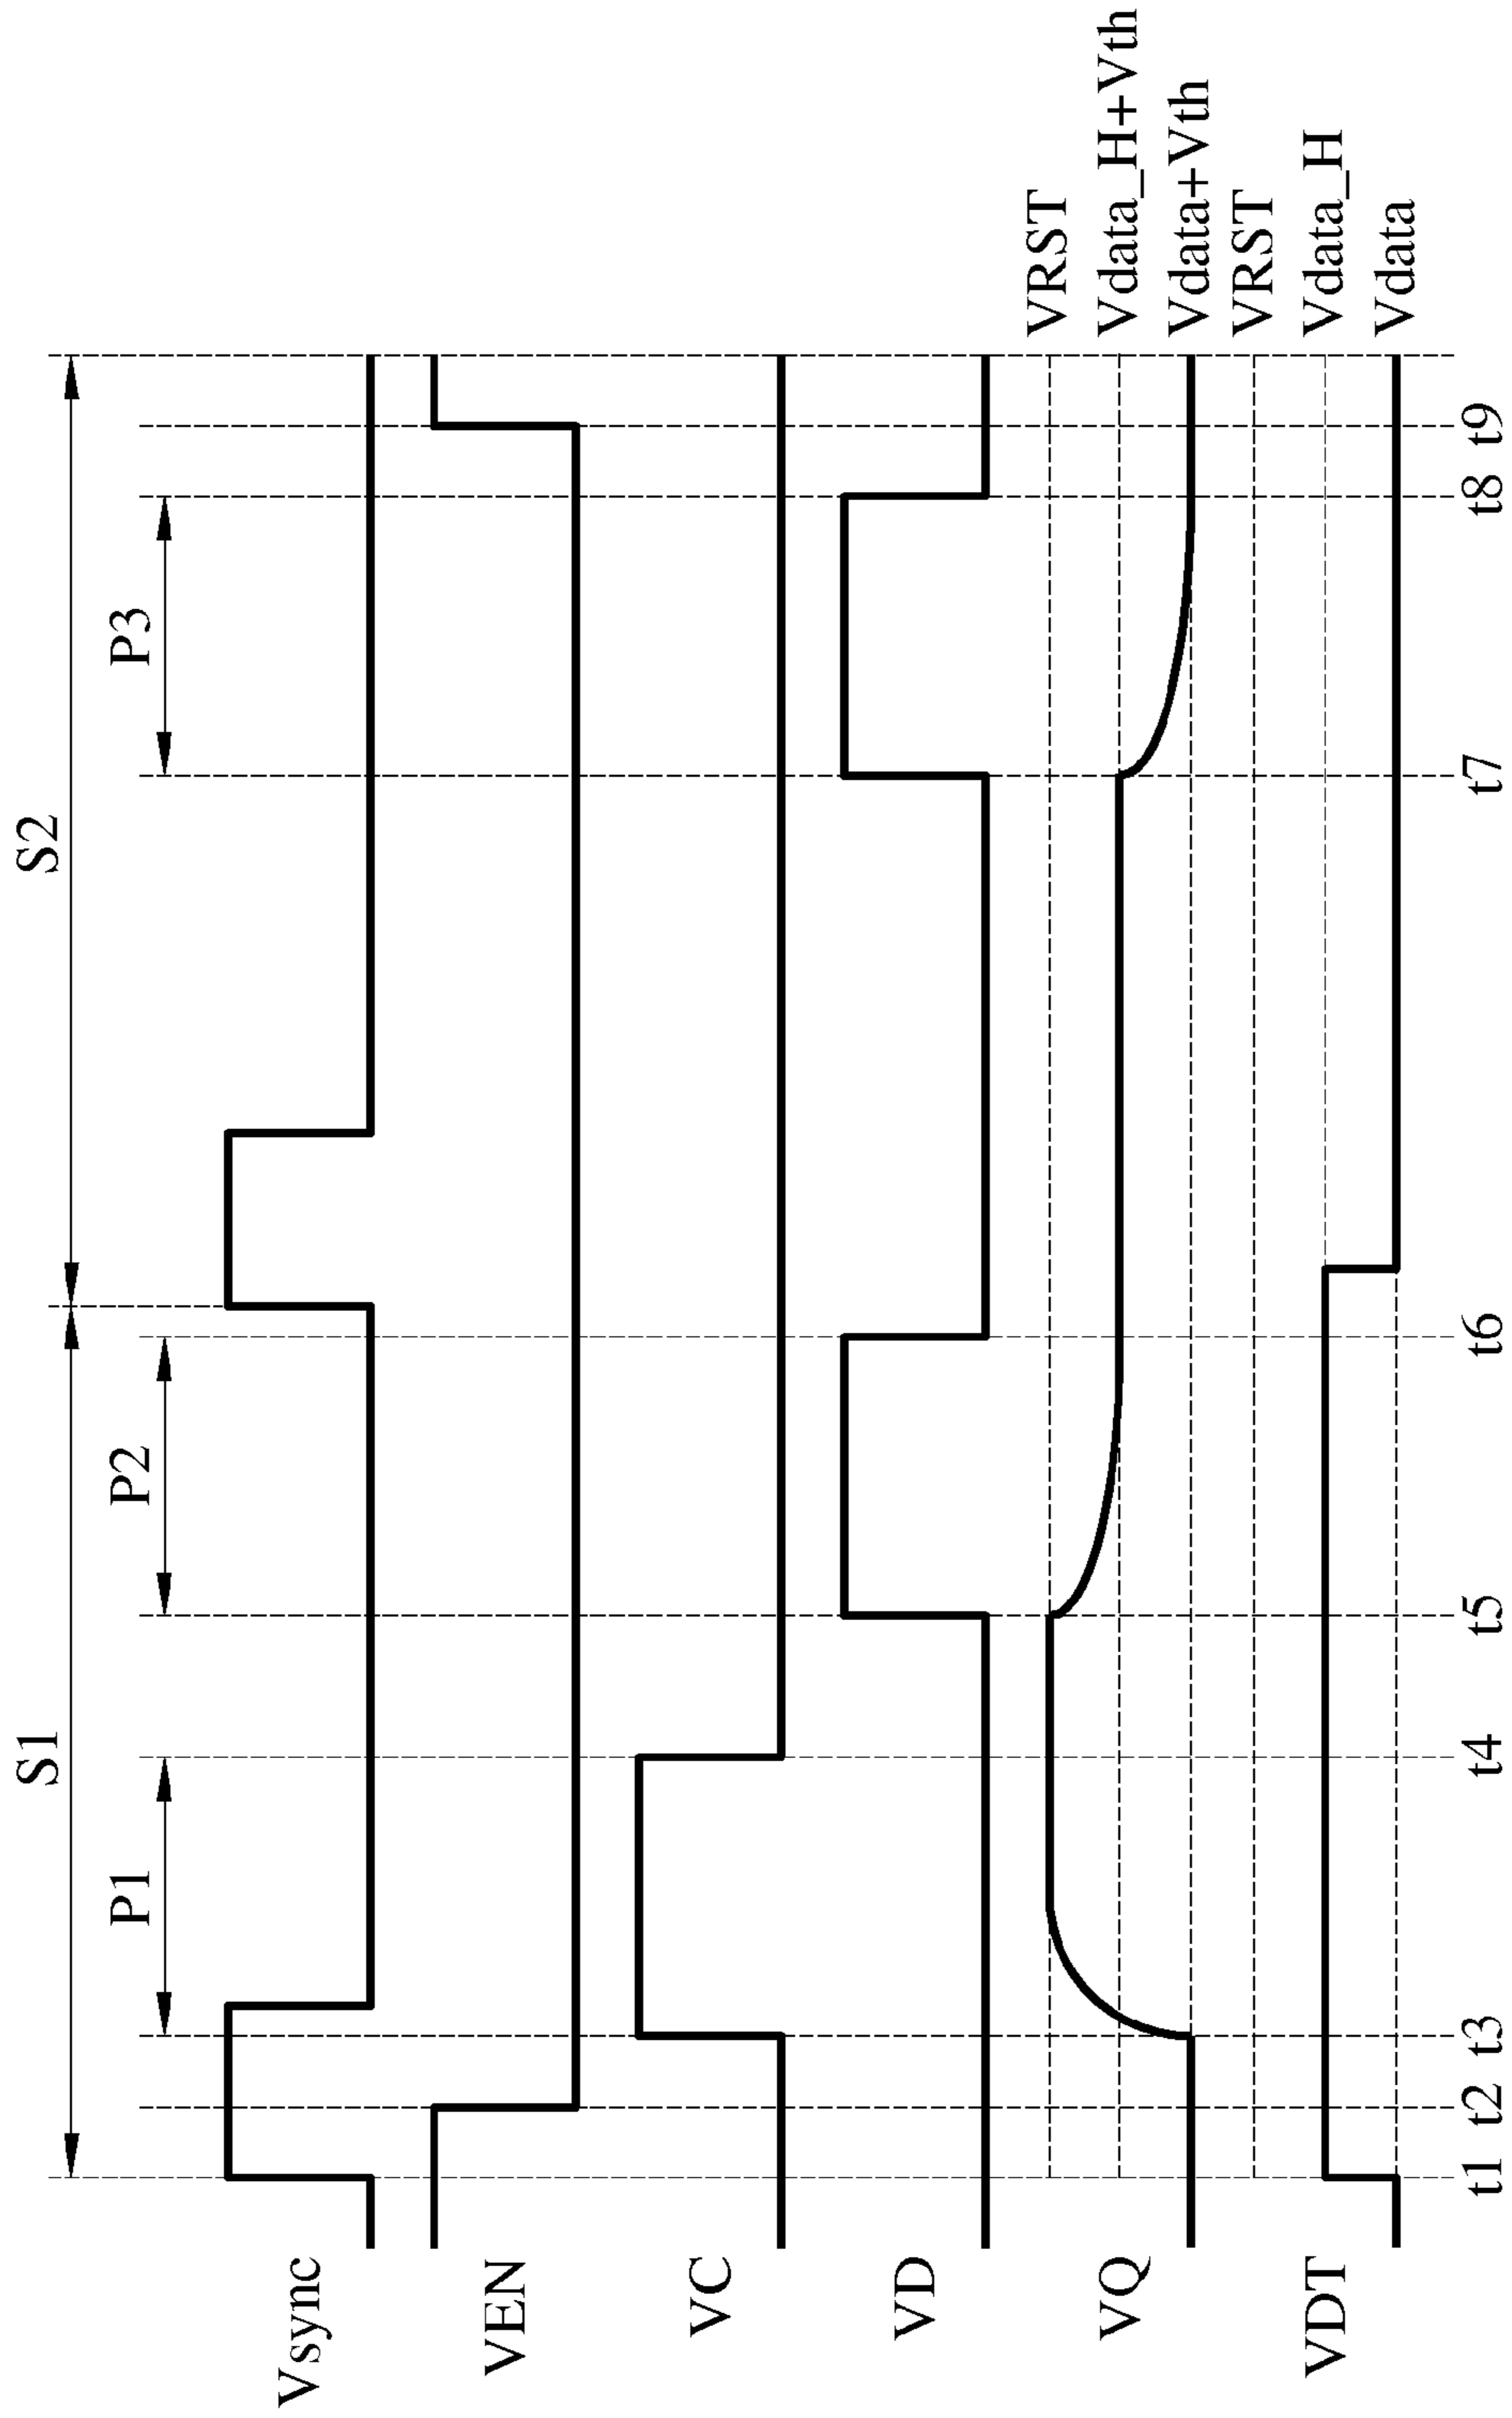 S1
S2
P1
P2
P3
Vsync
VEN
VC
VD
VQ
VRST
Vdata_H+Vth
Vdata+Vth
VDT
VRST
Vdata_H
Vdata
t1
t2
t3
t4
t5
t6
t7
t8
t9